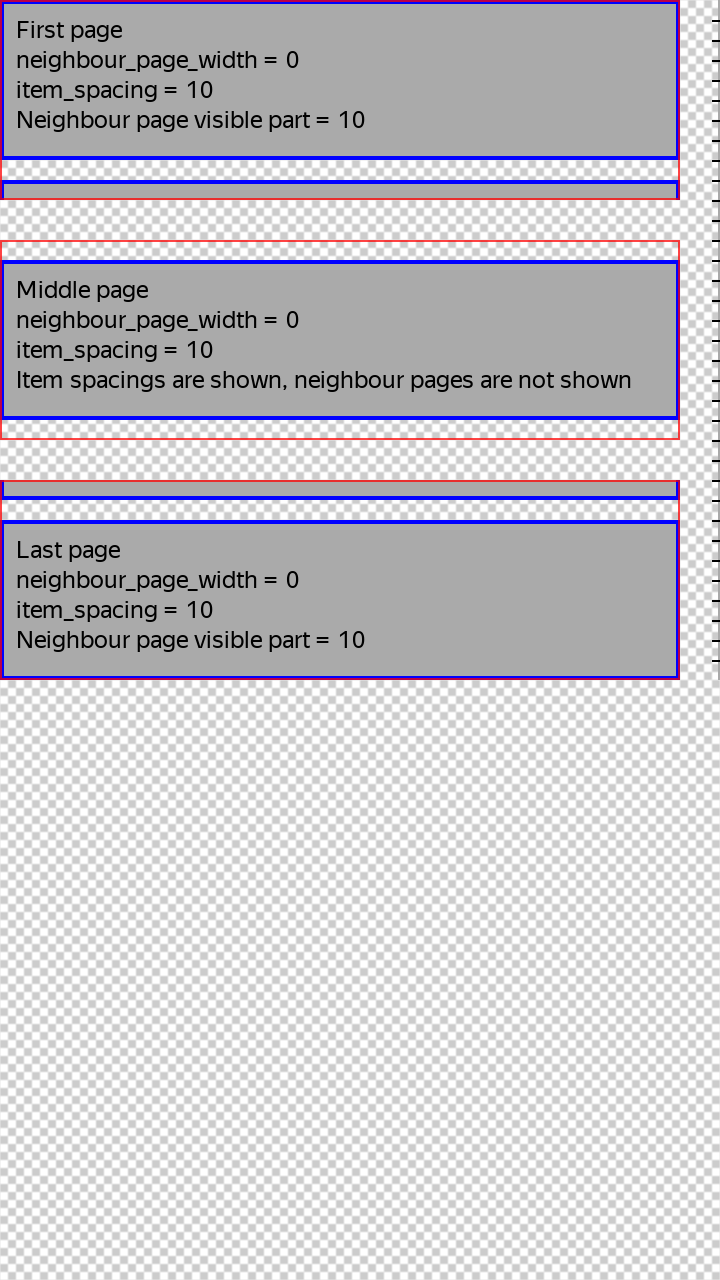 First page
neighbour_page_width = 0
item_spacing = 10
Neighbour page visible part = 10
Middle page
neighbour_page_width = 0
item_spacing = 10
Item spacings are shown, neighbour pages are not shown
Last page
neighbour_page_width = 0
item_spacing = 10
Neighbour page visible part = 10